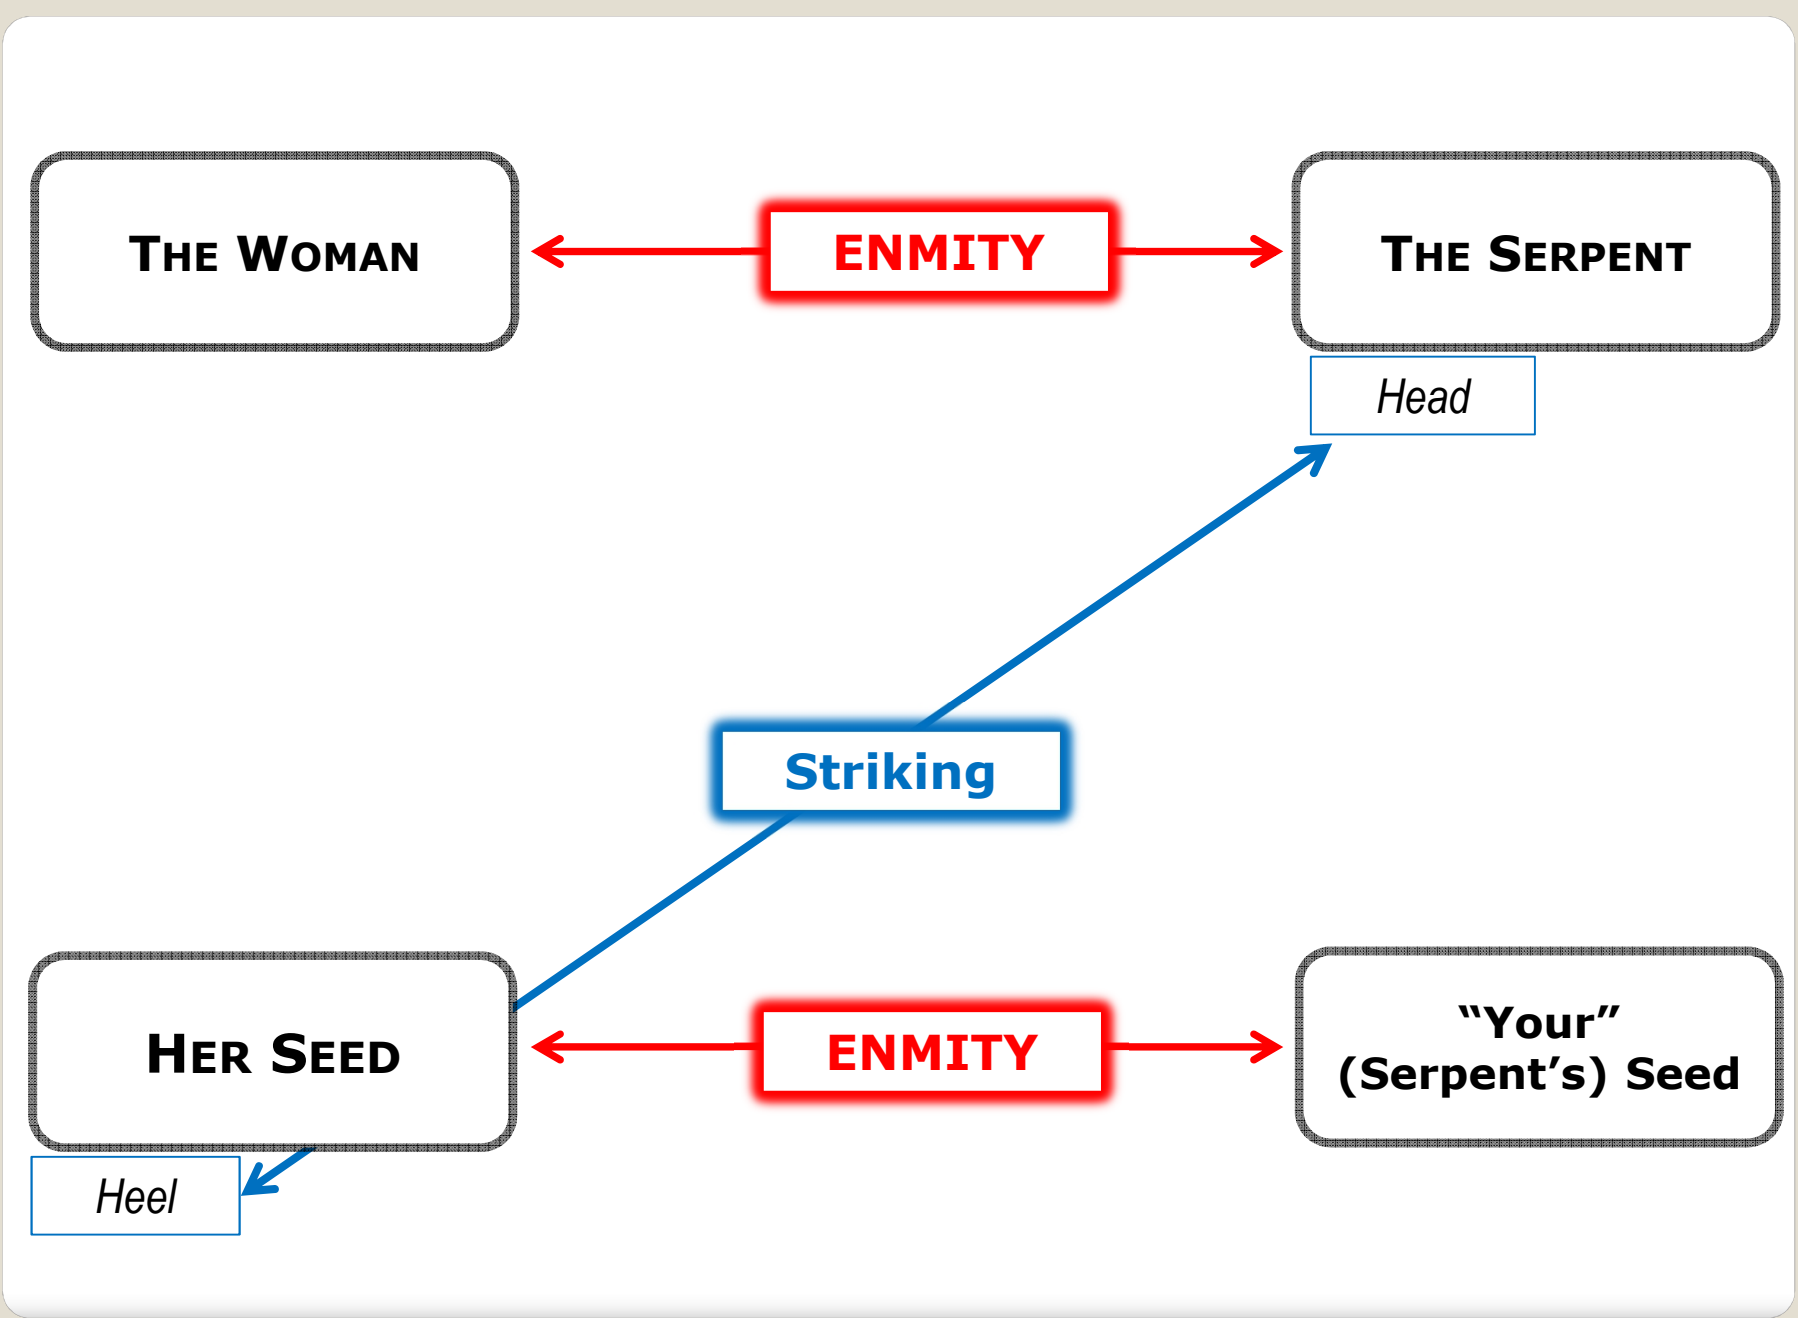 THE WOMAN
ENMITY
THE SERPENT
Head
Striking
HER SEED
ENMITY
“Your”
(Serpent’s) Seed
Heel